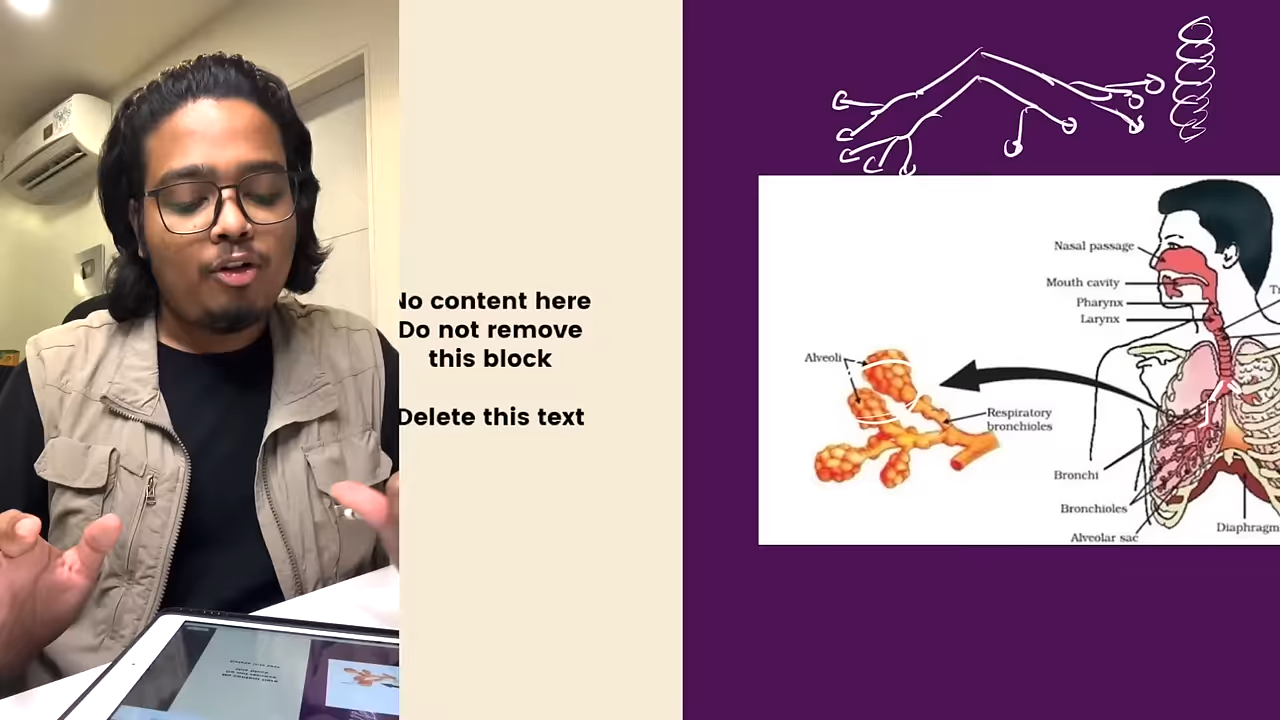 No content here
Do not remove
this block
Delete this text
Nasal passage
Mouth cavity
Pharynx
Larynx
Alveoli
Respiratory
bronchioles
Bronchi
Bronchioles
Alveolar sac
Diaphragm